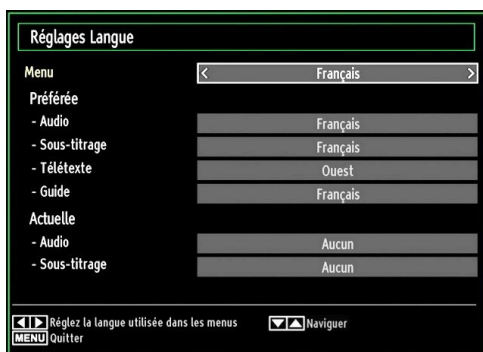 Réglages Langue
Menu < Français >
Préférée
- Audio Français
- Sous-titrage Français
- Télétexte Ouest
- Guide Français
Actuelle
- Audio Aucun
- Sous-titrage Aucun
Réglez la langue utilisée dans les menus Naviguer
MENU Quitter